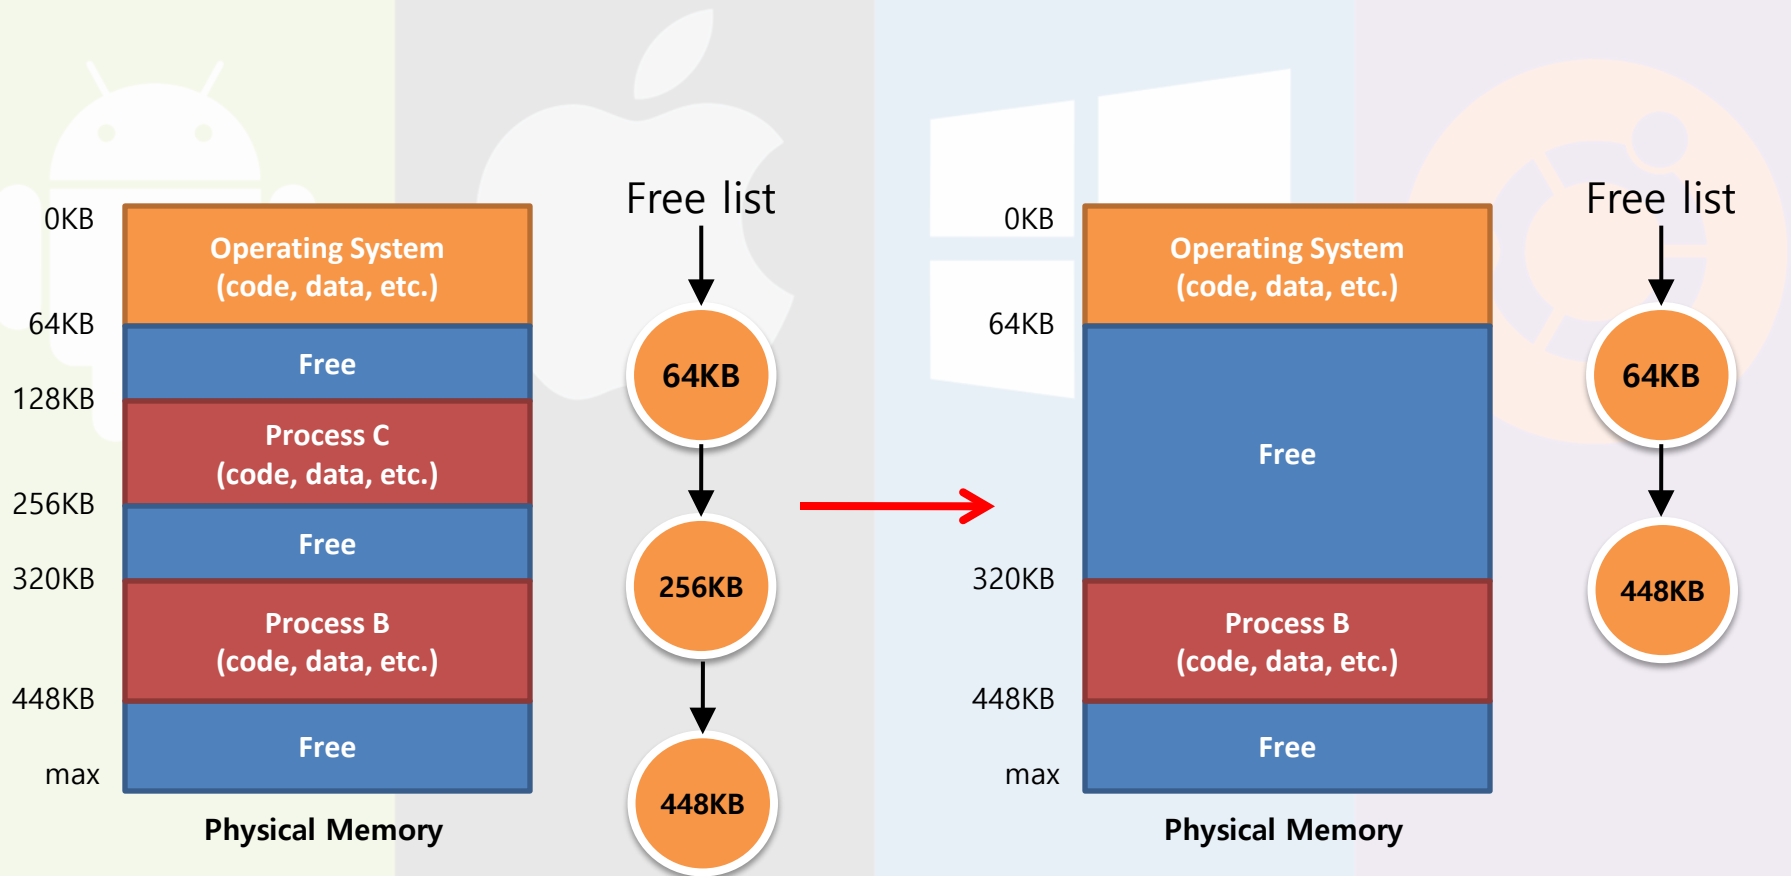 0KB
Operating System
(code, data, etc.)
64KB
Free
128KB
Process C
(code, data, etc.)
256KB
Free
320KB
Process B
(code, data, etc.)
448KB
Free
max
Physical Memory
Free list
64KB
256KB
448KB
0KB
Operating System
(code, data, etc.)
64KB
Free
320KB
Process B
(code, data, etc.)
448KB
Free
max
Physical Memory
Free list
64KB
448KB